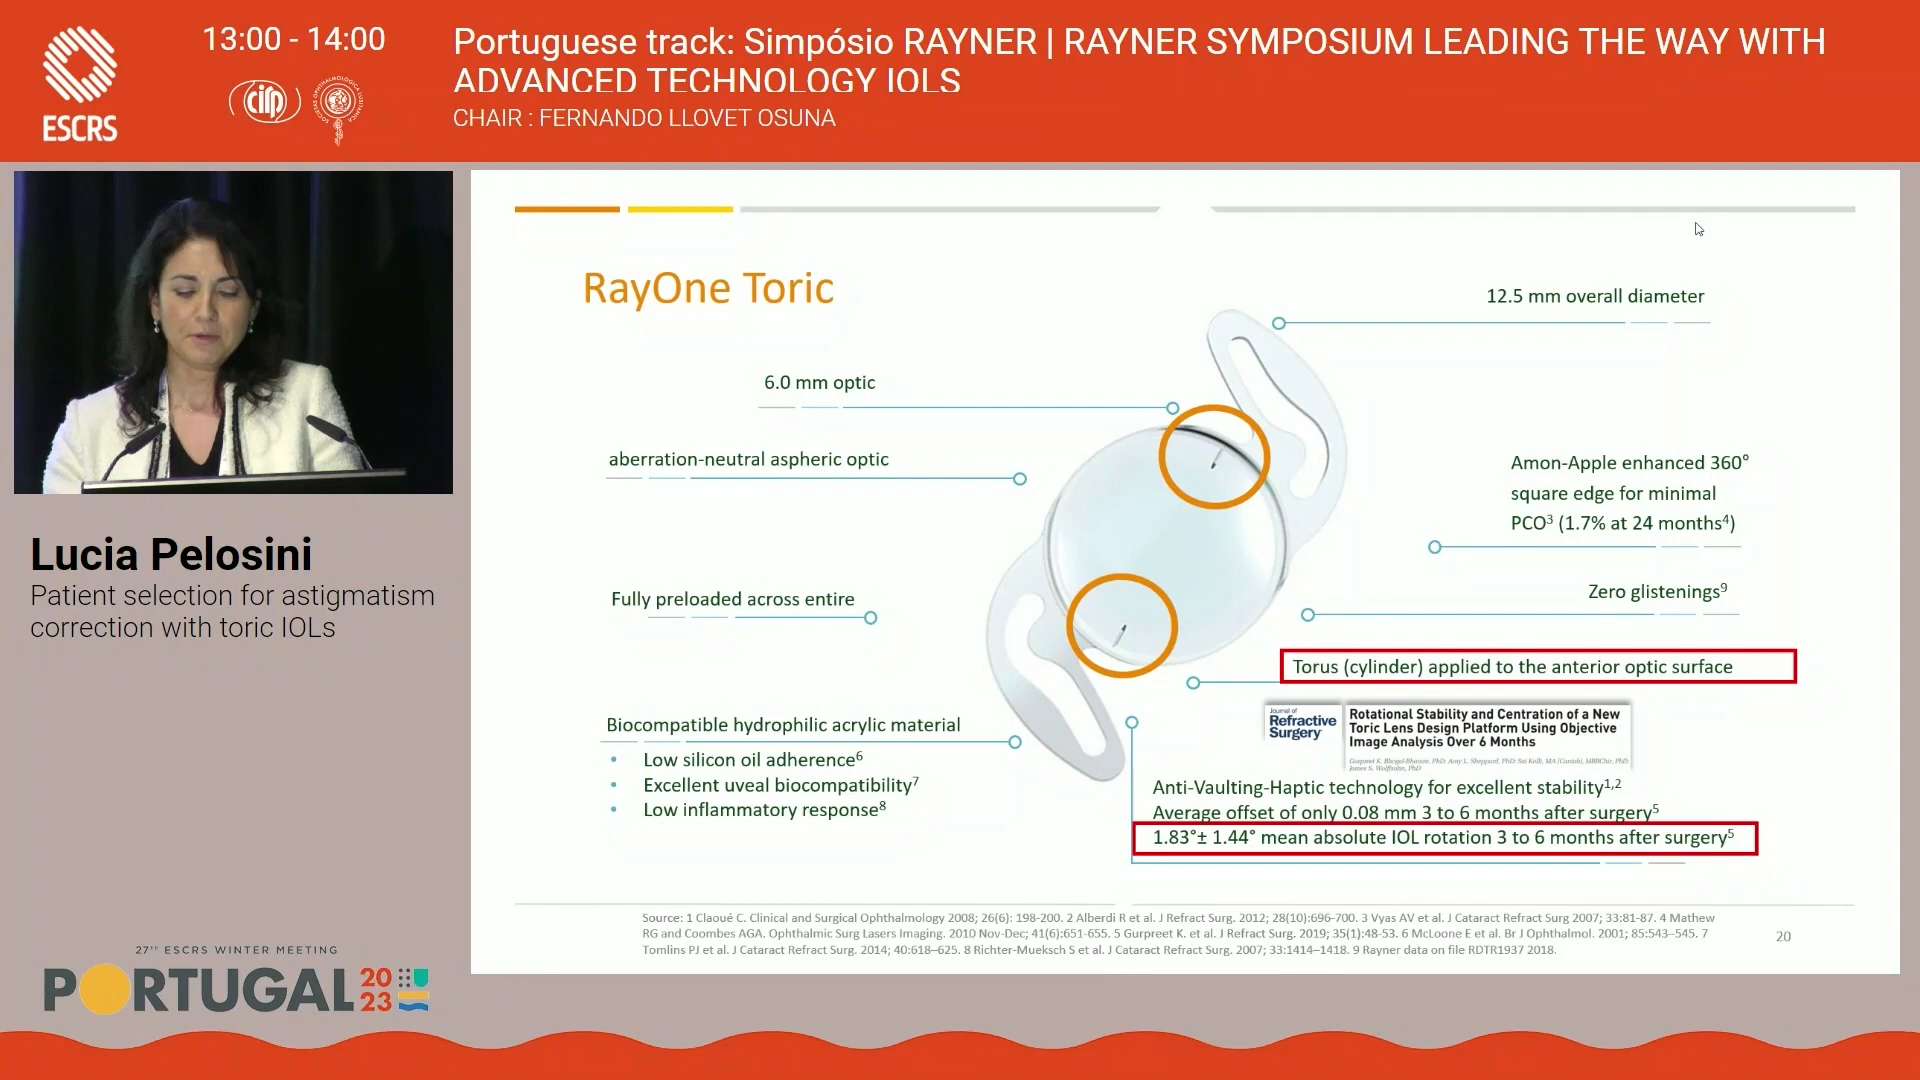 13:00 - 14:00
Portuguese track: Simpósio RAYNER | RAYNER SYMPOSIUM LEADING THE WAY WITH
ADVANCED TECHNOLOGY IOLS
CHAIR : FERNANDO LLOVET OSUNA
ESCRS
cirp
Lucia Pelosini
Patient selection for astigmatism
correction with toric IOLs
27TH ESCRS WINTER MEETING
PORTUGAL 2023
RayOne Toric
12.5 mm overall diameter
6.0 mm optic
aberration-neutral aspheric optic
Amon-Apple enhanced 360°
square edge for minimal
PCO³ (1.7% at 24 months⁴)
Fully preloaded across entire
Zero glistenings⁹
Torus (cylinder) applied to the anterior optic surface
Biocompatible hydrophilic acrylic material
• Low silicon oil adherence⁶
• Excellent uveal biocompatibility⁷
• Low inflammatory response⁸
Journal of
Refractive
Surgery
Rotational Stability and Centration of a New
Toric Lens Design Platform Using Objective
Image Analysis Over 6 Months
Anti-Vaulting-Haptic technology for excellent stability¹,²
Average offset of only 0.08 mm 3 to 6 months after surgery⁵
1.83°± 1.44° mean absolute IOL rotation 3 to 6 months after surgery⁵
Source: 1 Claoué C. Clinical and Surgical Ophthalmology 2008; 26(6): 198-200. 2 Alberdi R et al. J Refract Surg. 2012; 28(10):696-700. 3 Vyas AV et al. J Cataract Refract Surg 2007; 33:81-87. 4 Mathew
RG and Coombes AGA. Ophthalmic Surg Lasers Imaging. 2010 Nov-Dec; 41(6):651-655. 5 Gurpreet K. et al. J Refract Surg. 2019; 35(1):48-53. 6 McLoone E et al. Br J Ophthalmol. 2001; 85:543–545. 7
Tomlins PJ et al. J Cataract Refract Surg. 2014; 40:618–625. 8 Richter-Mueksch S et al. J Cataract Refract Surg. 2007; 33:1414–1418. 9 Rayner data on file RDTR1937 2018.
20